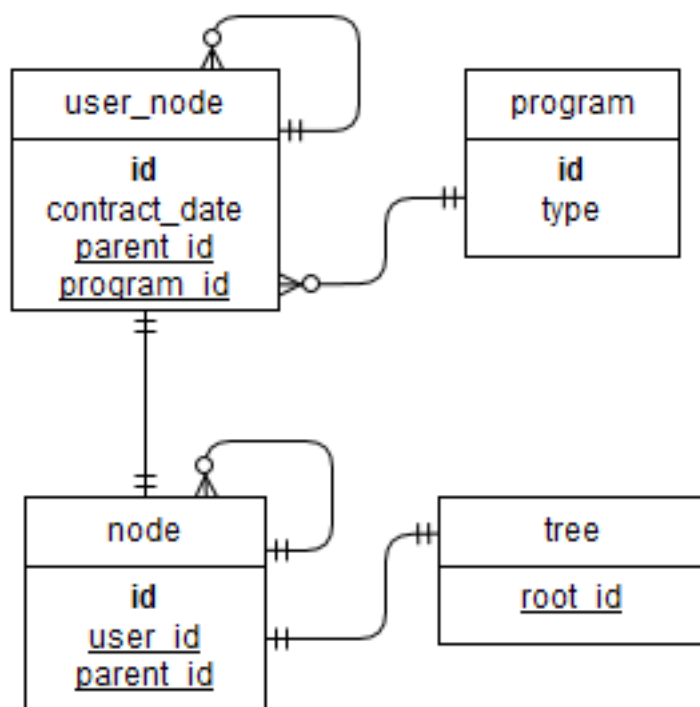 user_node
id
contract_date
parent_id
program_id
program
id
type
node
id
user_id
parent_id
tree
root_id